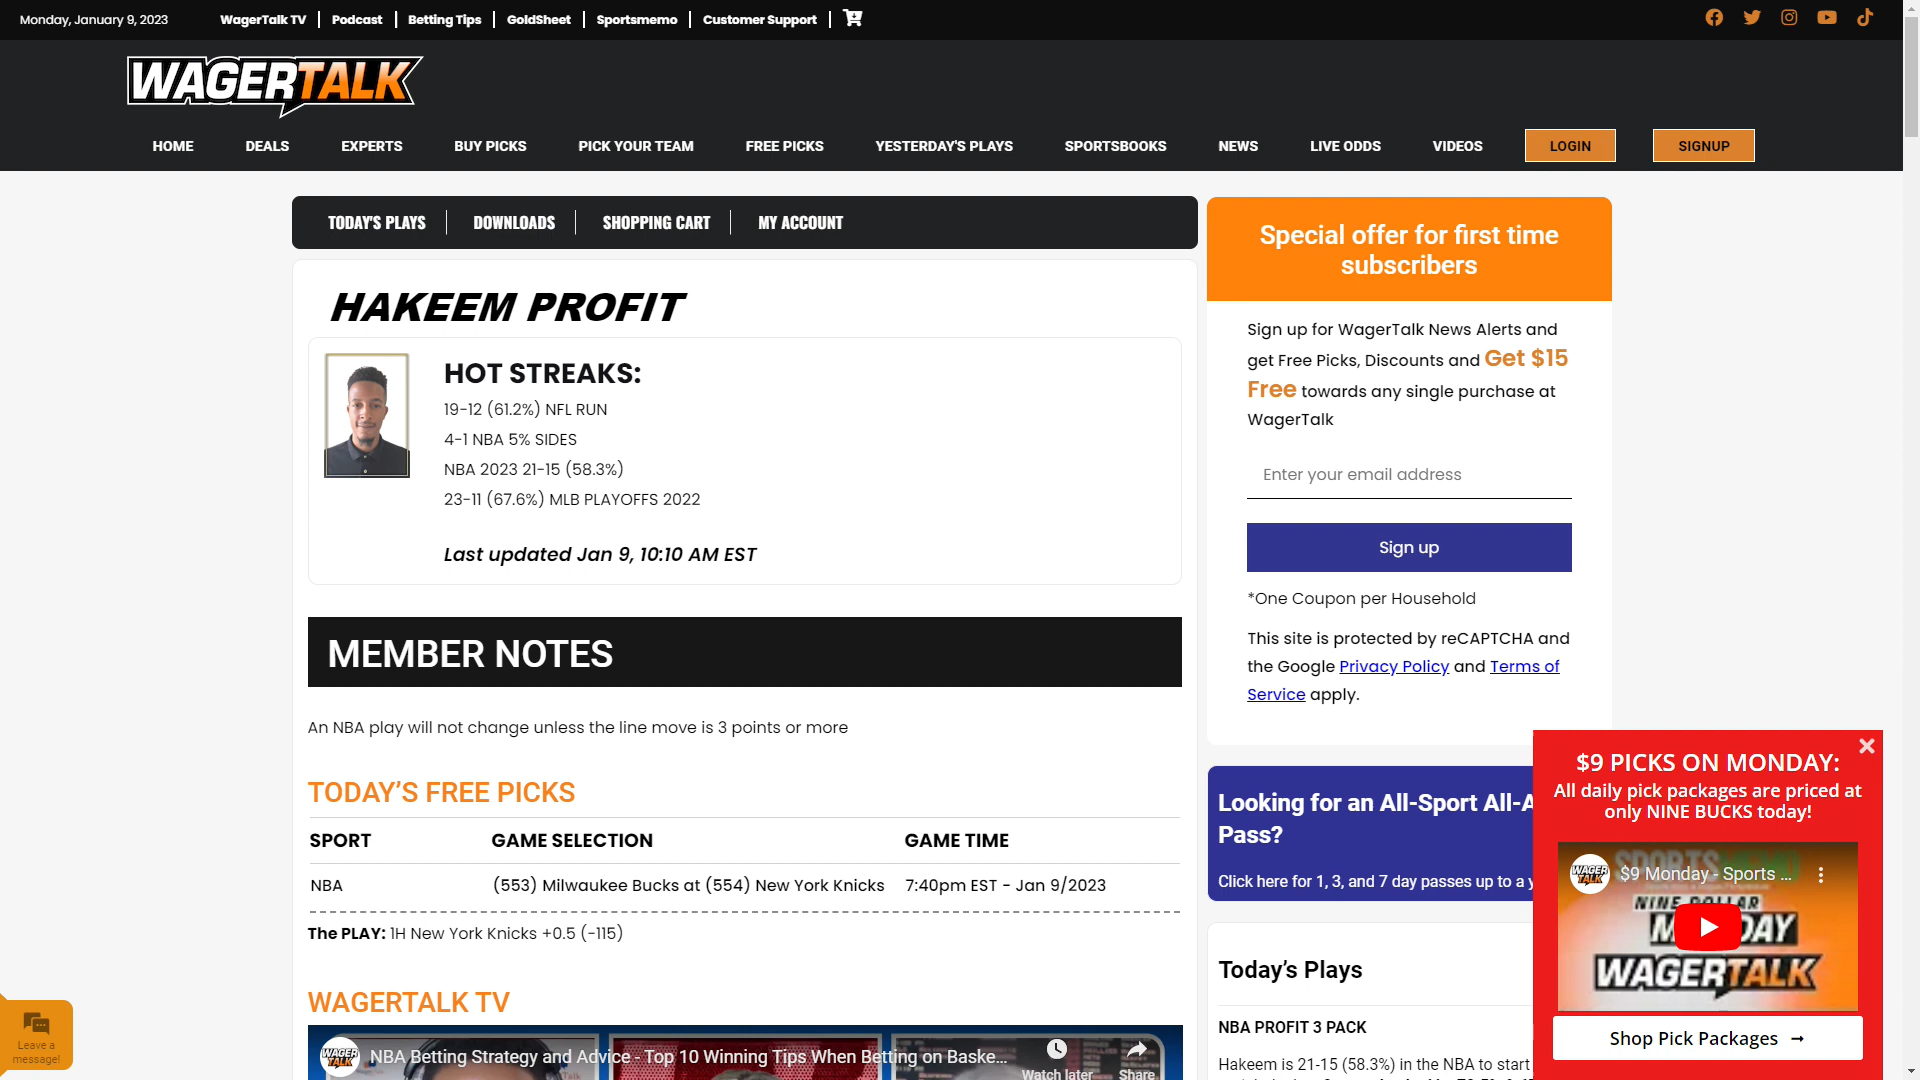 Monday, January 9, 2023
WagerTalk TV
Podcast
Betting Tips
GoldSheet
Sportsmemo
Customer Support
WAGERTALK
HOME
DEALS
EXPERTS
BUY PICKS
PICK YOUR TEAM
FREE PICKS
YESTERDAY'S PLAYS
SPORTSBOOKS
NEWS
LIVE ODDS
VIDEOS
LOGIN
SIGNUP
TODAY'S PLAYS
DOWNLOADS
SHOPPING CART
MY ACCOUNT
HAKEEM PROFIT
HOT STREAKS:
19-12 (61.2%) NFL RUN
4-1 NBA 5% SIDES
NBA 2023 21-15 (58.3%)
23-11 (67.6%) MLB PLAYOFFS 2022
Last updated Jan 9, 10:10 AM EST
MEMBER NOTES
An NBA play will not change unless the line move is 3 points or more
TODAY’S FREE PICKS
SPORT GAME SELECTION GAME TIME
NBA (553) Milwaukee Bucks at (554) New York Knicks 7:40pm EST - Jan 9/2023
The PLAY: 1H New York Knicks +0.5 (-115)
WAGERTALK TV
WAGER TALK
NBA Betting Strategy and Advice - Top 10 Winning Tips When Betting on Baske...
Watch later
Share
Special offer for first time
subscribers
Sign up for WagerTalk News Alerts and
get Free Picks, Discounts and Get $15
Free towards any single purchase at
WagerTalk
Enter your email address
Sign up
*One Coupon per Household
This site is protected by reCAPTCHA and
the Google Privacy Policy and Terms of
Service apply.
Looking for an All-Sport All-A
Pass?
Click here for 1, 3, and 7 day passes up to a y
Today’s Plays
NBA PROFIT 3 PACK
Hakeem is 21-15 (58.3%) in the NBA to start
$9 PICKS ON MONDAY:
All daily pick packages are priced at
only NINE BUCKS today!
WAGER TALK
$9 Monday - Sports ...
NINE DOLLAR
WAGERTALK
Shop Pick Packages →
Leave a
message!